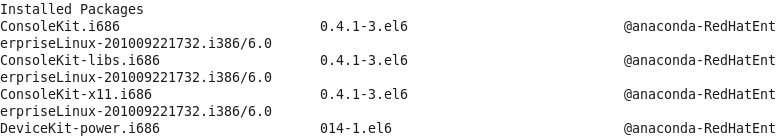 Installed Packages
ConsoleKit.i686 0.4.1-3.el6 @anaconda-RedHatEnt
erpriseLinux-201009221732.i386/6.0
ConsoleKit-libs.i686 0.4.1-3.el6 @anaconda-RedHatEnt
erpriseLinux-201009221732.i386/6.0
ConsoleKit-x11.i686 0.4.1-3.el6 @anaconda-RedHatEnt
erpriseLinux-201009221732.i386/6.0
DeviceKit-power.i686 014-1.el6 @anaconda-RedHatEnt